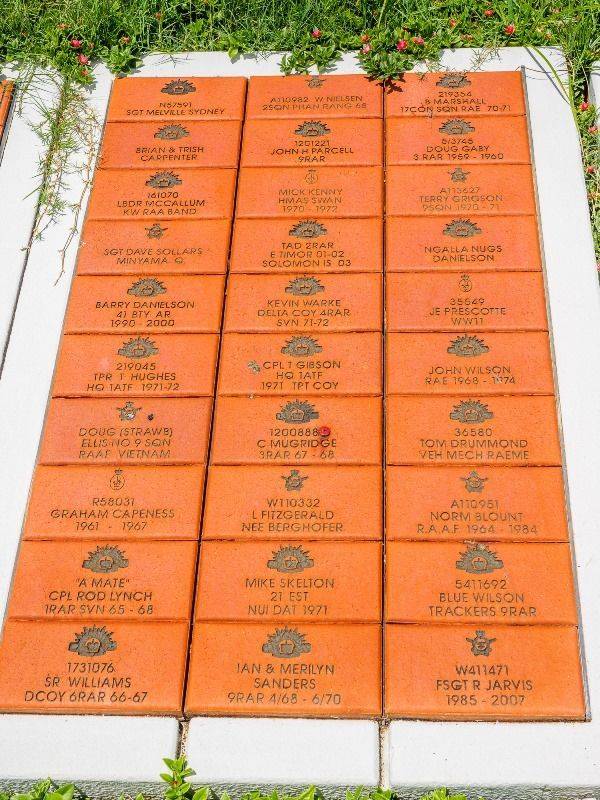 NX57591
SGT MELVILLE SYDNEY
A110982 W NIELSEN
2SQN PHAN RANG 68
219354
B MARSHALL
17CON SQN RAE 70-71
BRIAN & TRISH
CARPENTER
1201221
JOHN H PARCELL
9RAR
5/3745
DOUG GABY
3 RAR 1959 - 1960
161070
LBDR MCCALLUM
KW RAA BAND
MICK KENNY
HMAS SWAN
1970 - 1972
A113627
TERRY GRIGSON
9SQN 1970 - 71
SGT DAVE SOLLARS
MINYAMA Q
TAD 2RAR
E TIMOR 01-02
SOLOMON IS 03
NGALLA NUGS
DANIELSON
BARRY DANIELSON
41 BTY AR
1990 - 2000
KEVIN WARKE
DELTA COY 4RAR
SVN 71-72
35549
JE PRESCOTTE
WW11
219045
TPR T HUGHES
HQ 1ATF 1971-72
CPL T GIBSON
HQ 1ATF
1971 TPT COY
JOHN WILSON
RAE 1968 - 1974
DOUG (STRAWB)
ELLIS NO 9 SQN
RAAF VIETNAM
1200888
C MUGRIDGE
3RAR 67 - 68
36580
TOM DRUMMOND
VEH MECH RAEME
R58031
GRAHAM CAPENESS
1961 - 1967
W110332
L FITZGERALD
NEE BERGHOFER
A110951
NORM BLOUNT
R.A.A.F. 1964 - 1984
"A MATE"
CPL ROD LYNCH
1RAR SVN 65 - 68
MIKE SKELTON
21 EST
NUI DAT 1971
5411692
BLUE WILSON
TRACKERS 9RAR
1731076
SR WILLIAMS
DCOY 6RAR 66-67
IAN & MERILYN
SANDERS
9RAR 4/68 - 6/70
W411471
FSGT R JARVIS
1985 - 2007